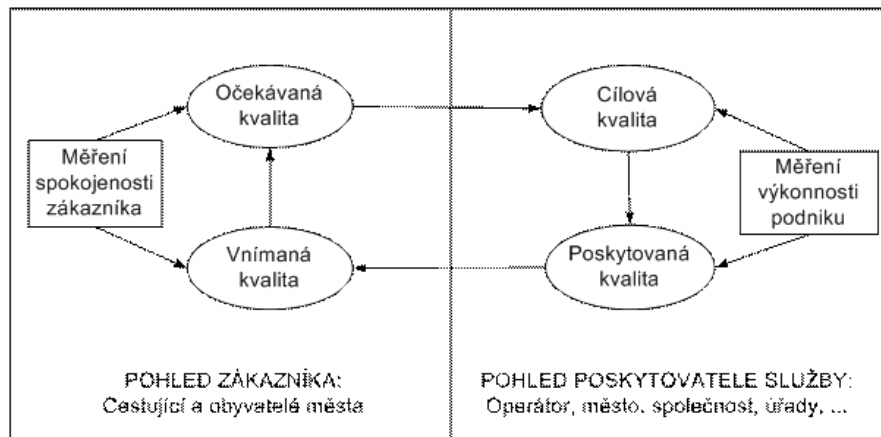 Očekávaná
kvalita
Cílová
kvalita
Měření
spokojenosti
zákazníka
Měření
výkonnosti
podniku
Vnímaná
kvalita
Poskytovaná
kvalita
POHLED ZÁKAZNÍKA:
Cestující a obyvatelé města
POHLED POSKYTOVATELE SLUŽBY:
Operátor, město, společnost, úřady, ...